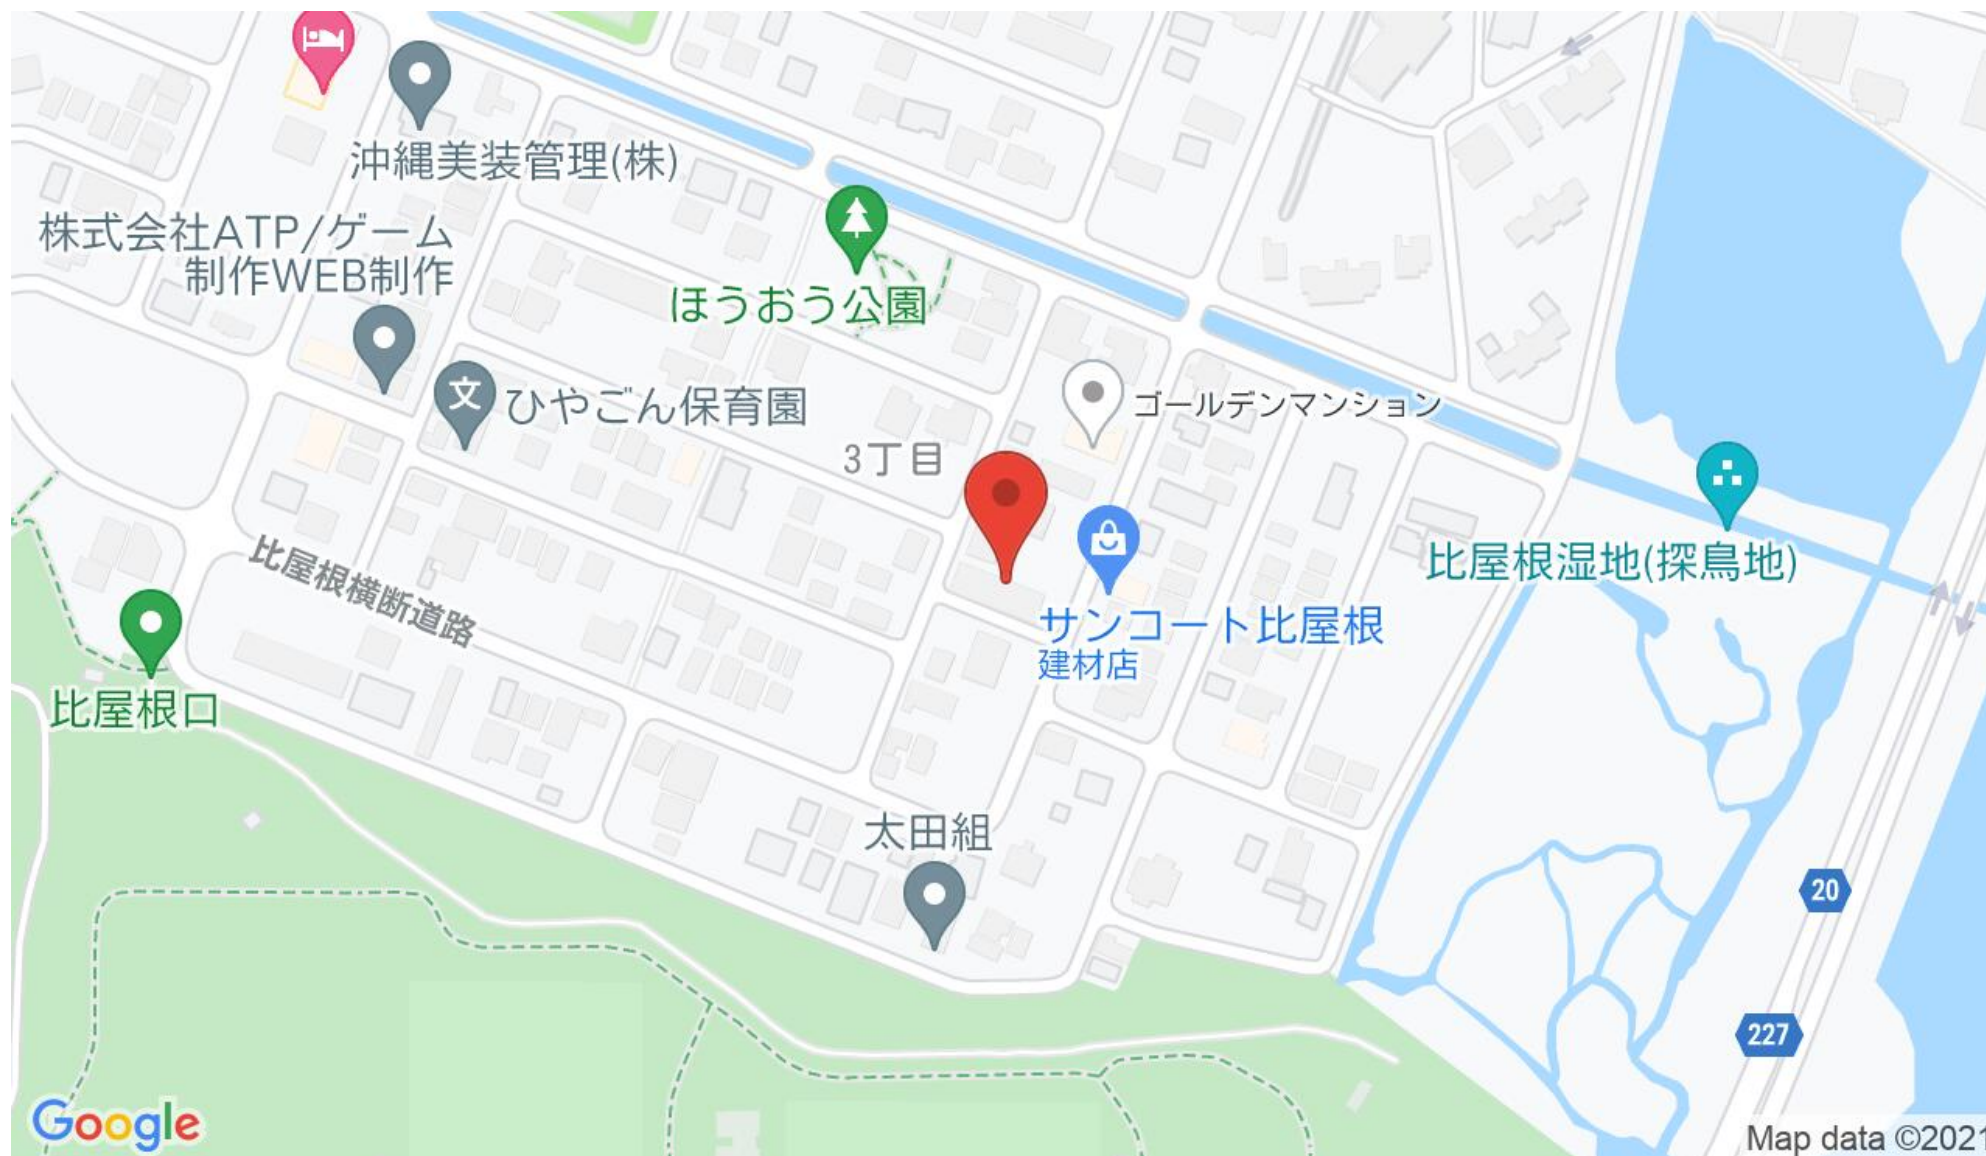 沖縄美装管理(株)
株式会社ATP/ゲーム
制作WEB制作
ほうおう公園
文
ひやごん保育園
ゴールデンマンション
3丁目
比屋根湿地(探鳥地)
比屋根横断道路
サンコート比屋根
建材店
比屋根口
太田組
20
227
Google
Map data ©2021